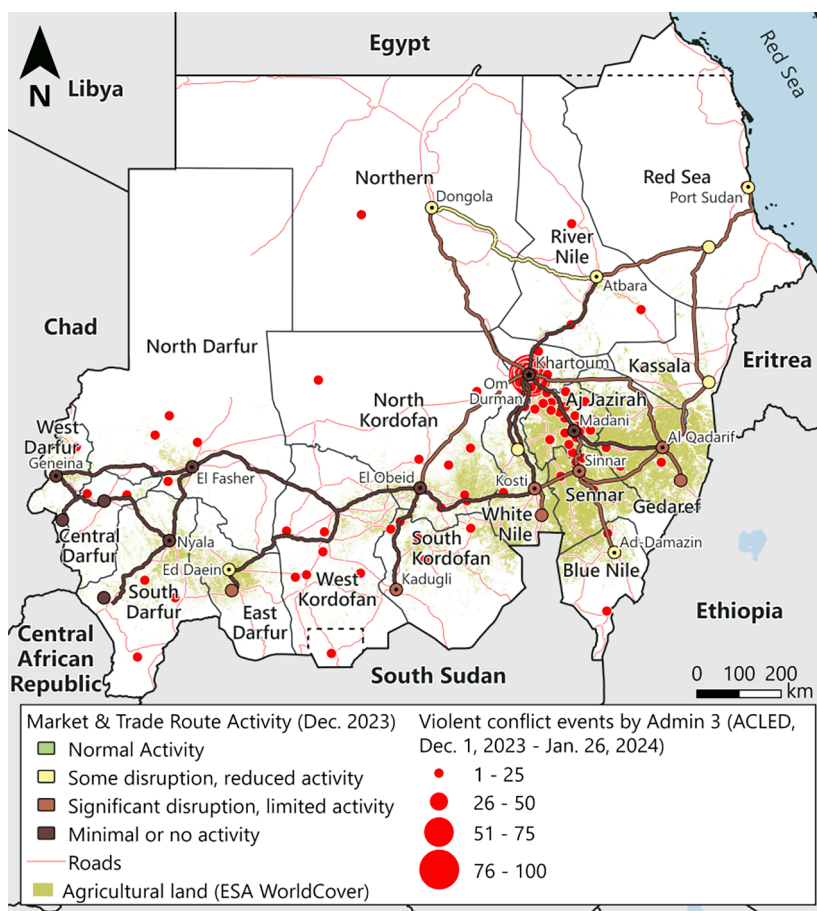 Egypt
Libya
N
Red Sea
Northern
Red Sea
Dongola
Port Sudan
River
Nile
Atbara
Chad
North Darfur
Khartoum
Kassala
Eritrea
Om
Durman
North
Kordofan
Aj Jazirah
Madani
West
Darfur
Geneina
El Fasher
El Obeid
Al Qadarif
Sinnar
Kosti
Sennar
Gedaref
White
Nile
Central
Darfur
Nyala
South
Kordofan
Ed Daein
Ad-Damazin
Blue Nile
Kadugli
West
Kordofan
South
Darfur
East
Darfur
Ethiopia
Central
African
Republic
South Sudan
0 100 200
km
Market & Trade Route Activity (Dec. 2023)
Normal Activity
Some disruption, reduced activity
Significant disruption, limited activity
Minimal or no activity
Roads
Agricultural land (ESA WorldCover)
Violent conflict events by Admin 3 (ACLED,
Dec. 1, 2023 - Jan. 26, 2024)
1 - 25
26 - 50
51 - 75
76 - 100